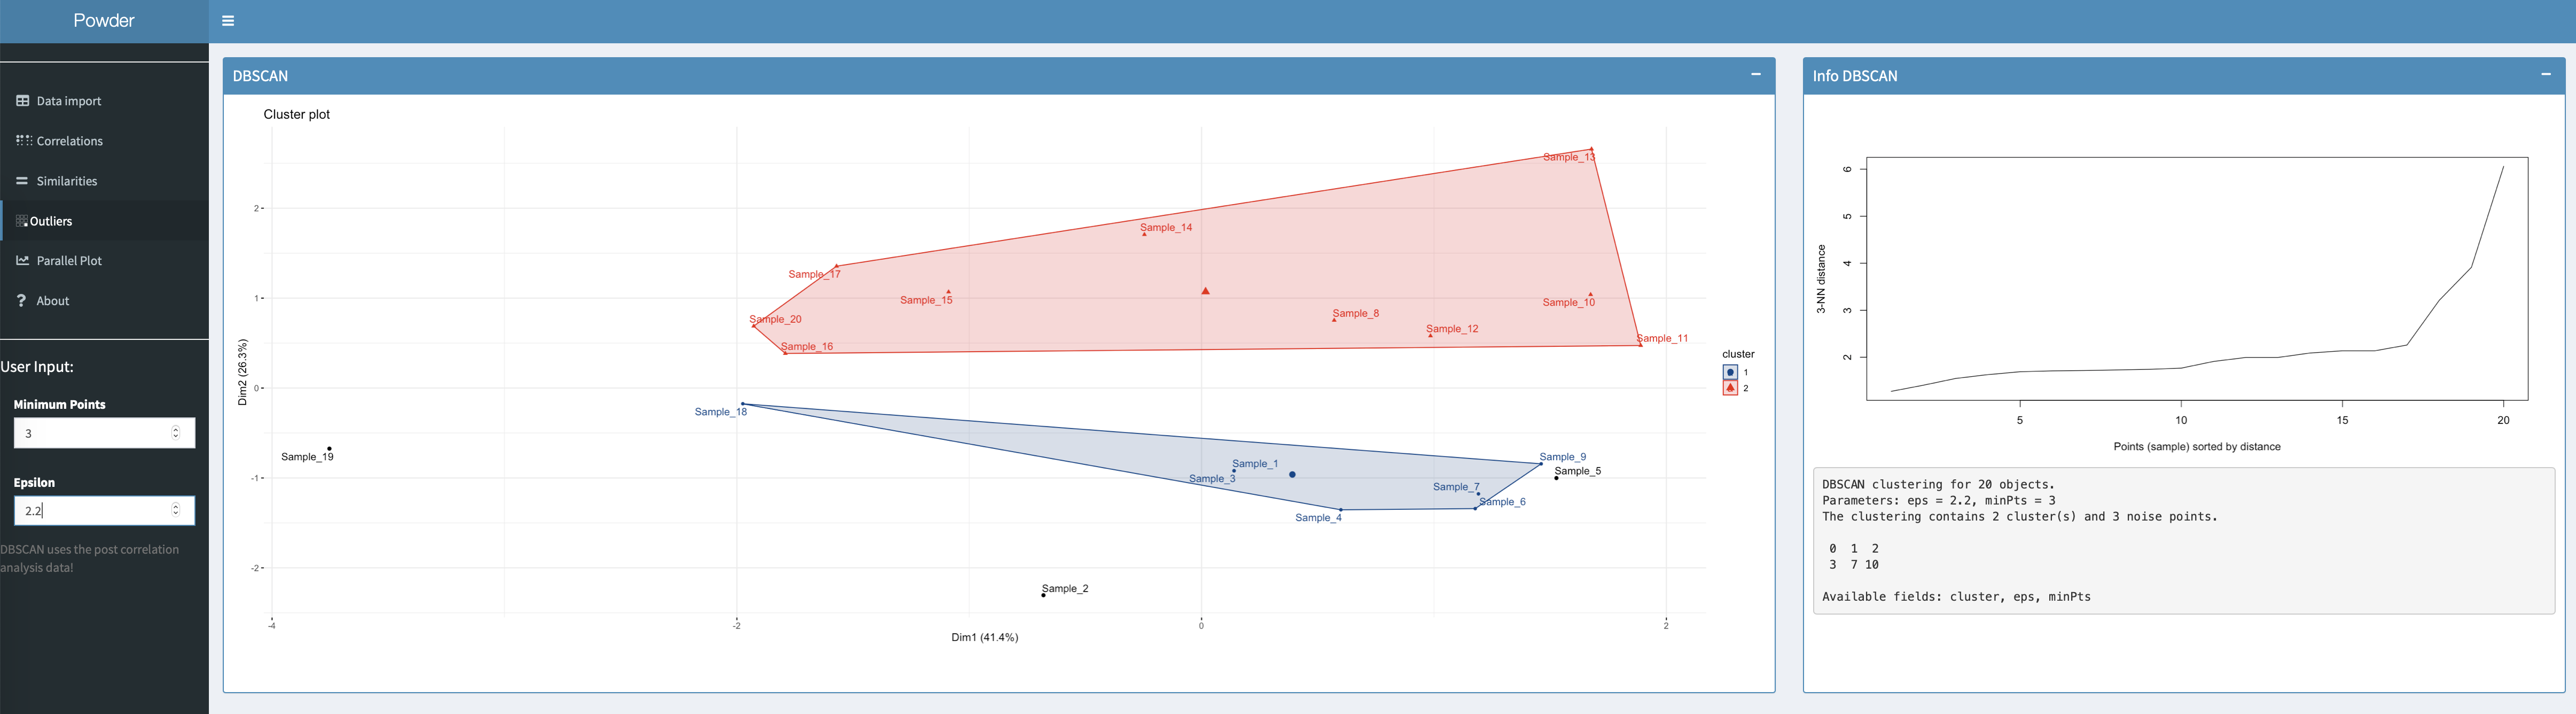 Powder
Data import
Correlations
Similarities
Outliers
Parallel Plot
About
User Input:
Minimum Points
3
Epsilon
2.2
DBSCAN uses the post correlation
analysis data!
DBSCAN
Cluster plot
Sample_13
Sample_14
Sample_17
Sample_15
Sample_10
Sample_20
Sample_8
Sample_12
Sample_11
Sample_16
Sample_18
Sample_19
Sample_9
Sample_1
Sample_5
Sample_3
Sample_7
Sample_6
Sample_4
Sample_2
2
1
0
-1
-2
Dim2 (26.3%)
-4
-2
0
2
Dim1 (41.4%)
cluster
1
2
Info DBSCAN
6
5
4
3
2
3-NN distance
5
10
15
20
Points (sample) sorted by distance
DBSCAN clustering for 20 objects.
Parameters: eps = 2.2, minPts = 3
The clustering contains 2 cluster(s) and 3 noise points.
0 1 2
3 7 10
Available fields: cluster, eps, minPts